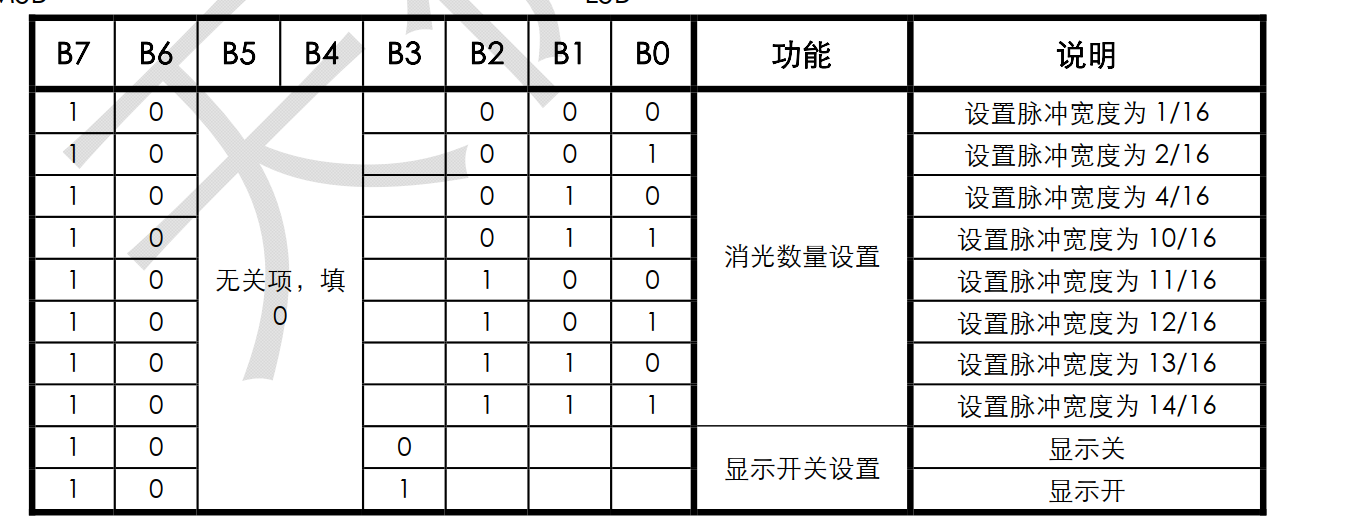 B7 B6 B5 B4 B3 B2 B1 B0 功能 说明
1 0 0 0 0 设置脉冲宽度为 1/16
1 0 0 0 1 设置脉冲宽度为 2/16
1 0 0 1 0 设置脉冲宽度为 4/16
1 0 0 1 1 设置脉冲宽度为 10/16
消光数量设置
1 0 无关项，填 1 0 0 设置脉冲宽度为 11/16
0
1 0 1 0 1 设置脉冲宽度为 12/16
1 0 1 1 0 设置脉冲宽度为 13/16
1 0 1 1 1 设置脉冲宽度为 14/16
1 0 0 显示关
显示开关设置
1 0 1 显示开